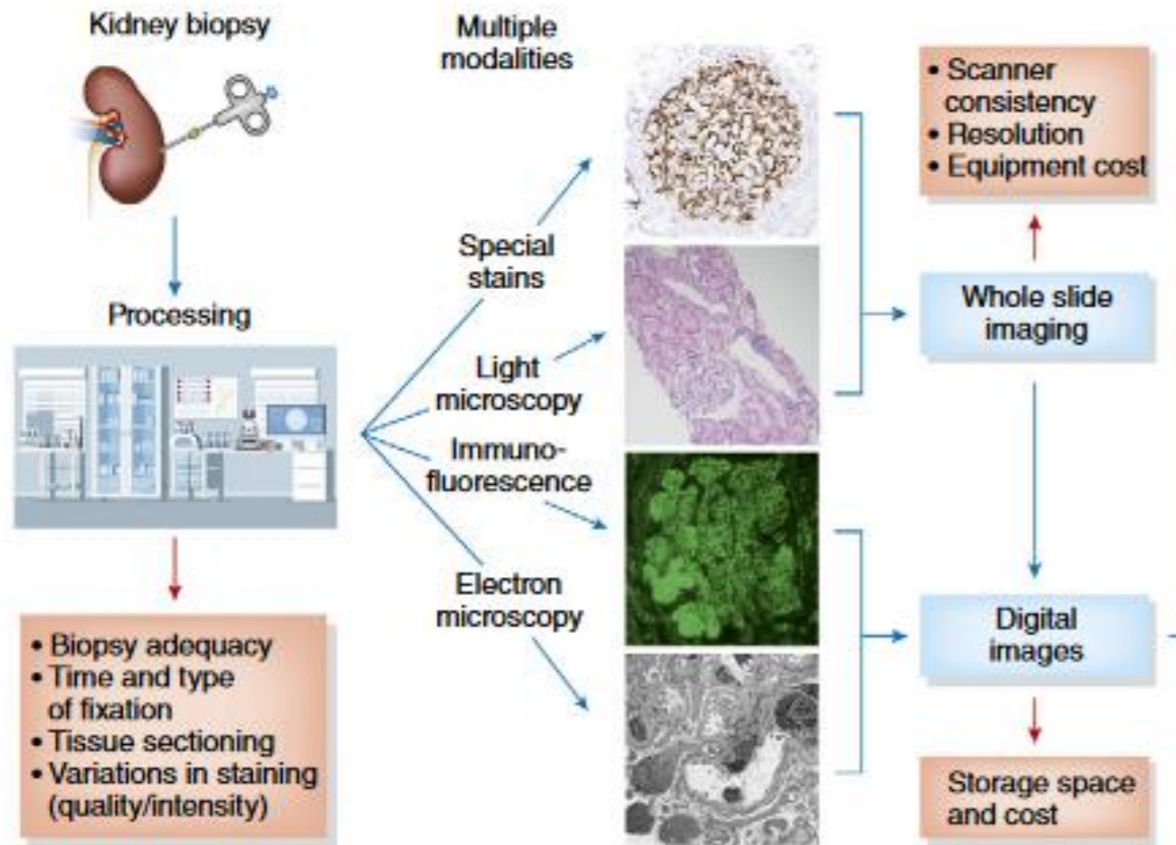 Kidney biopsy
Processing
• Biopsy adequacy
• Time and type
of fixation
• Tissue sectioning
• Variations in staining
(quality/intensity)
Multiple
modalities
Special
stains
Light
microscopy
Immuno-
fluorescence
Electron
microscopy
• Scanner
consistency
• Resolution
• Equipment cost
Whole slide
imaging
Digital
images
Storage space
and cost